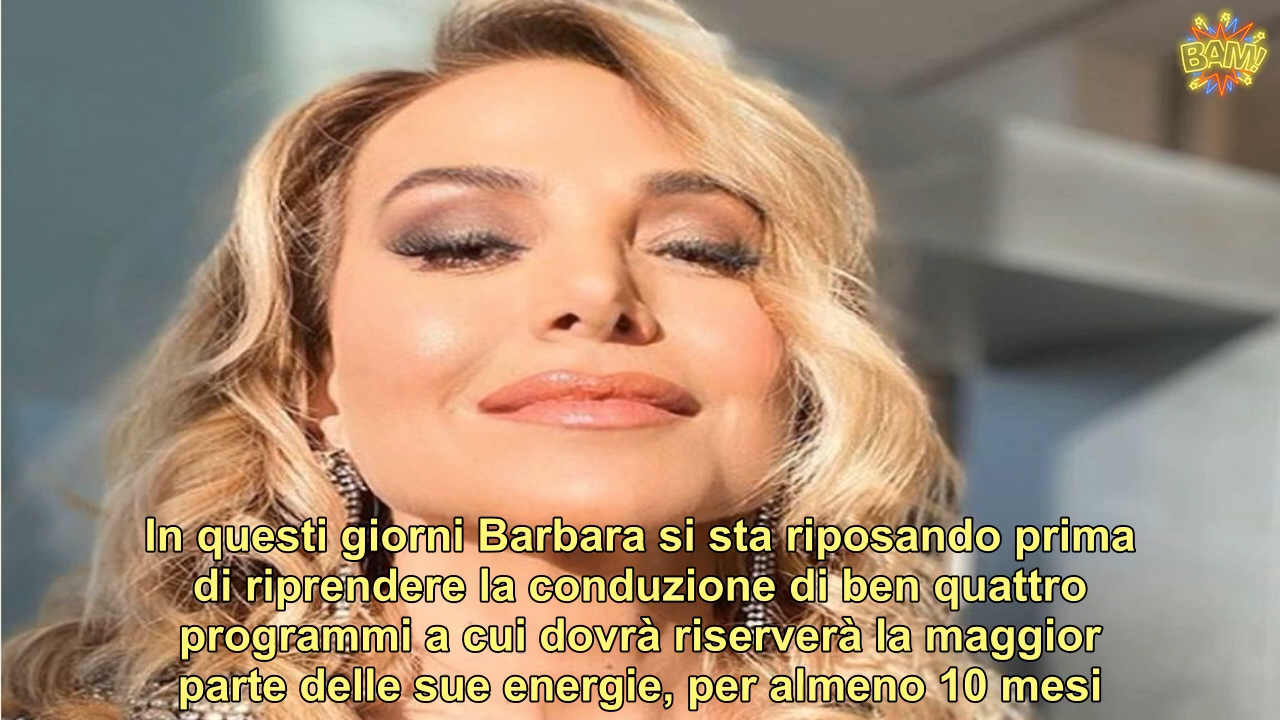 BAM!
In questi giorni Barbara si sta riposando prima
di riprendere la conduzione di ben quattro
programmi a cui dovrà riserverà la maggior
parte delle sue energie, per almeno 10 mesi